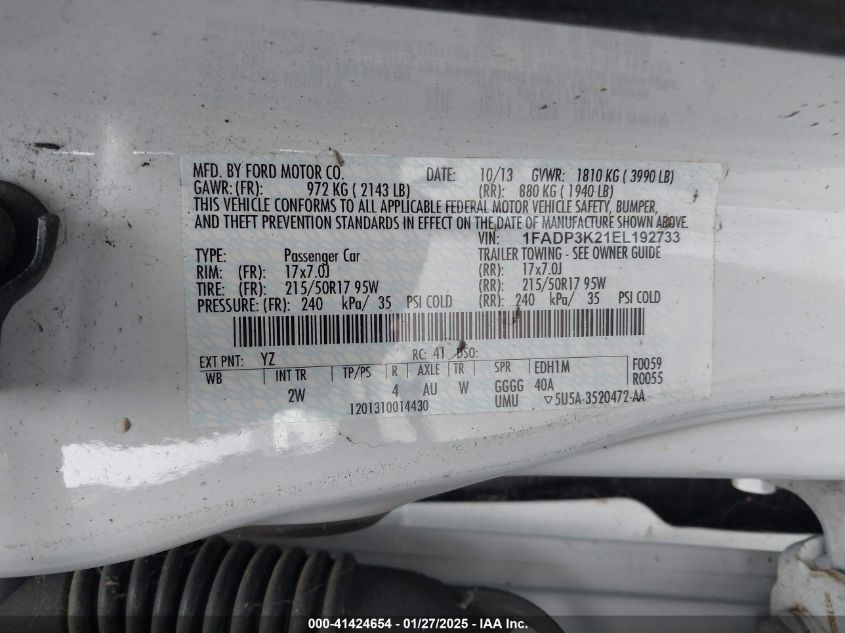 MFD. BY FORD MOTOR CO. DATE: 10/13 GVWR: 1810 KG ( 3990 LB)
GAWR: (FR): 972 KG ( 2143 LB) (RR): 880 KG ( 1940 LB)
THIS VEHICLE CONFORMS TO ALL APPLICABLE FEDERAL MOTOR VEHICLE SAFETY, BUMPER,
AND THEFT PREVENTION STANDARDS IN EFFECT ON THE DATE OF MANUFACTURE SHOWN ABOVE.
VIN: 1FADP3K21EL192733
TYPE: Passenger Car TRAILER TOWING - SEE OWNER GUIDE
RIM: (FR): 17x7.0J (RR): 17x7.0J
TIRE: (FR): 215/50R17 95W (RR): 215/50R17 95W
PRESSURE: (FR): 240 kPa/ 35 PSI COLD (RR): 240 kPa/ 35 PSI COLD
EXT PNT: YZ RC: 41 DSO:
WB INT TR TP/PS R AXLE TR SPR EDH1M F0059
2W 4 AU W GGGG 40A R0055
1201310014430 UMU ▽5U5A-3520472-AA
000-41424654 / 01/27/2025 - IAA Inc.